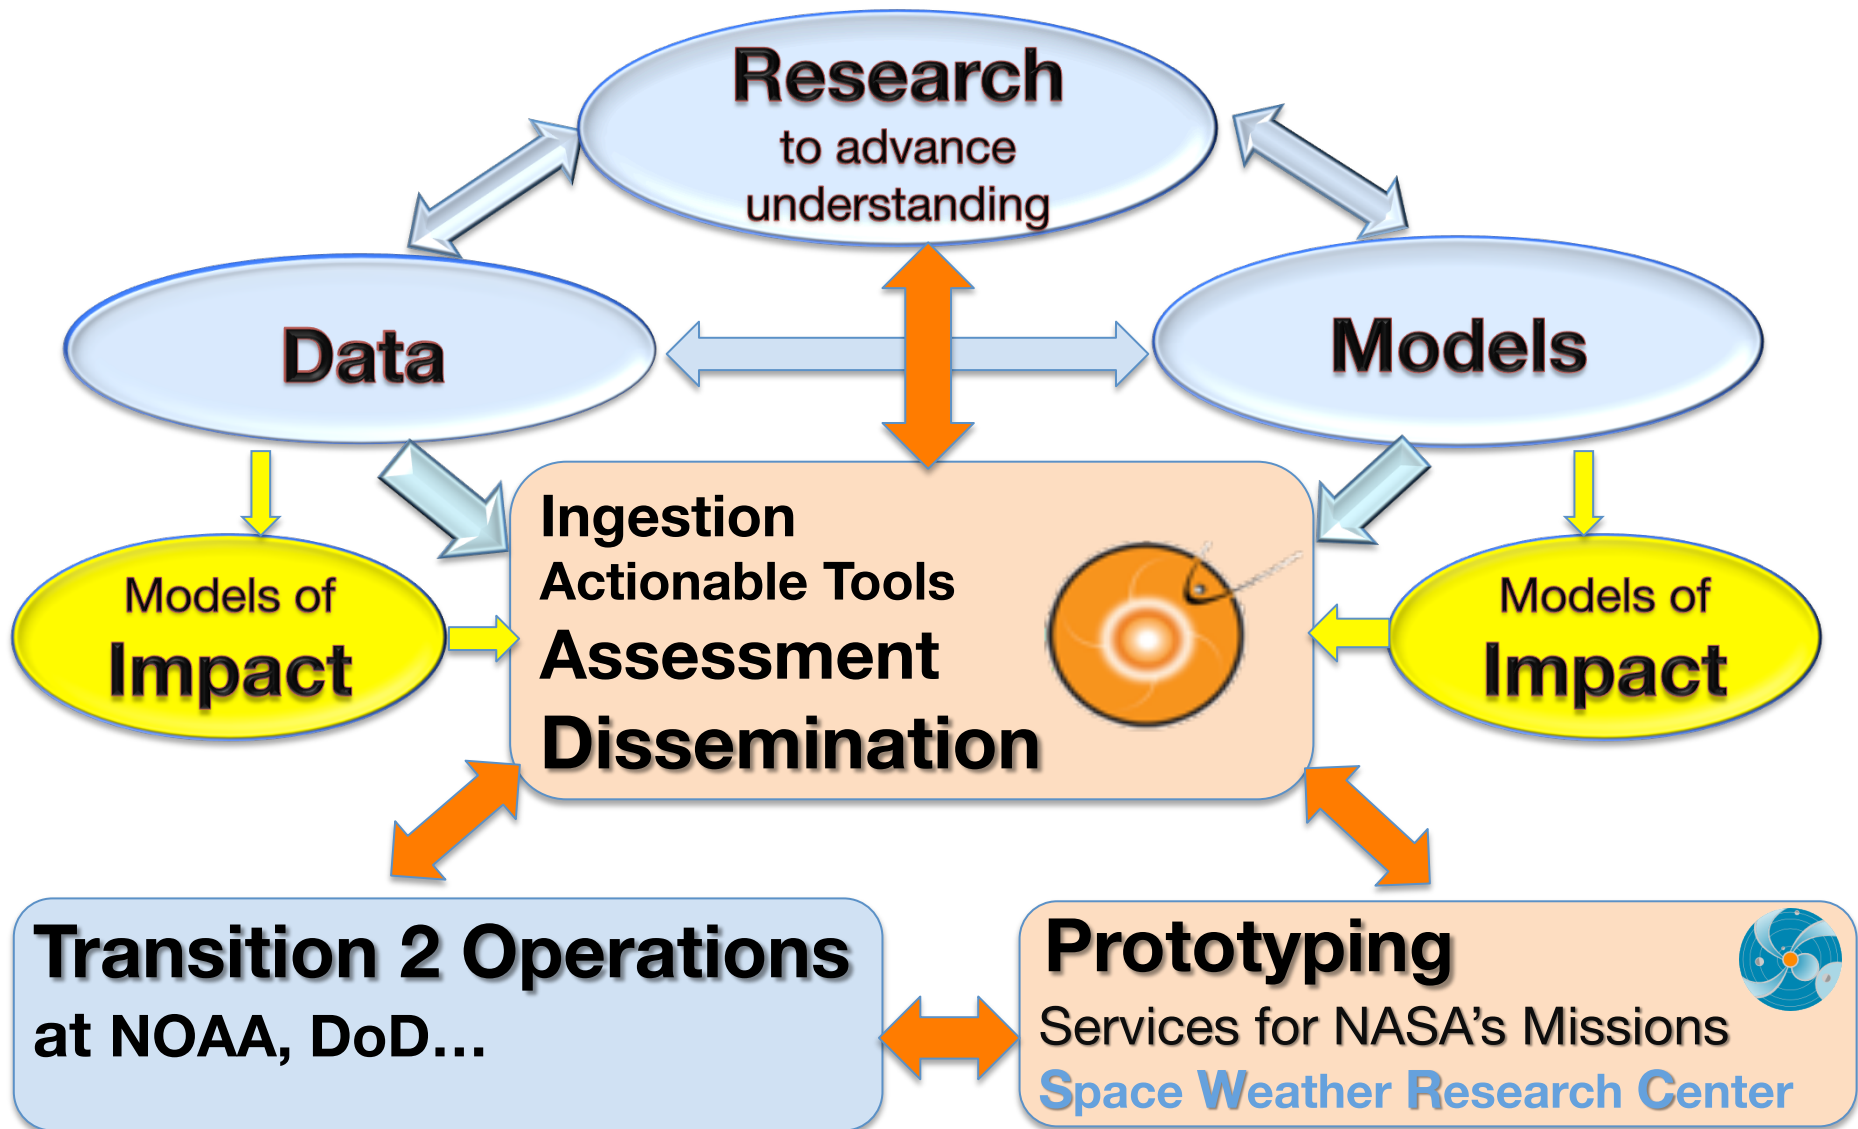 Research
to advance
understanding
Data
Models
Ingestion
Actionable Tools
Assessment
Dissemination
Models of
Impact
Models of
Impact
Transition 2 Operations
at NOAA, DoD...
Prototyping
Services for NASA's Missions
Space Weather Research Center